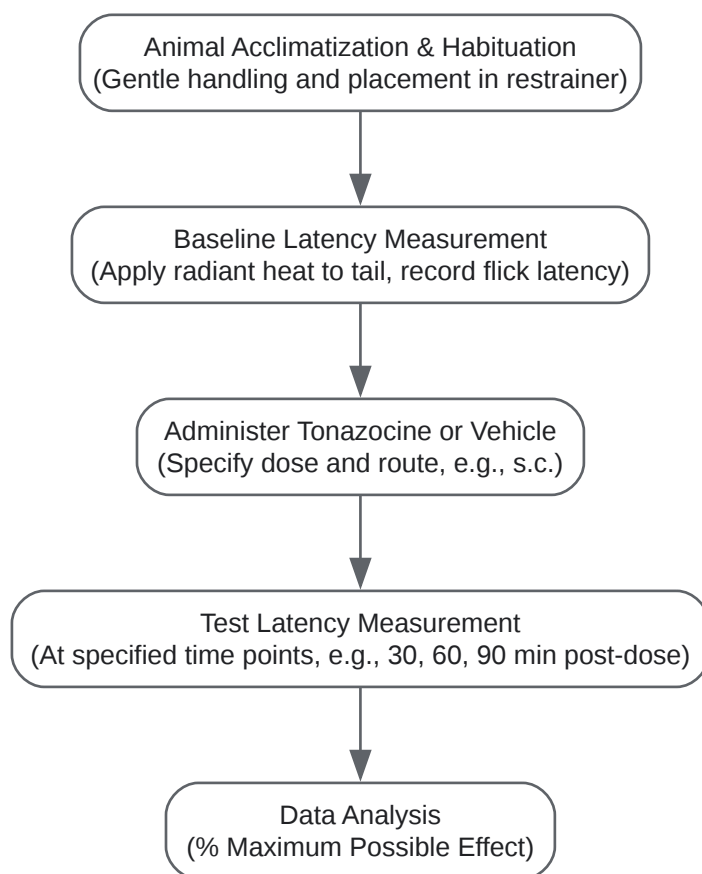 Animal Acclimatization & Habituation
(Gentle handling and placement in restrainer)
Baseline Latency Measurement
(Apply radiant heat to tail, record flick latency)
Administer Tonazocine or Vehicle
(Specify dose and route, e.g., s.c.)
Test Latency Measurement
(At specified time points, e.g., 30, 60, 90 min post-dose)
Data Analysis
(% Maximum Possible Effect)